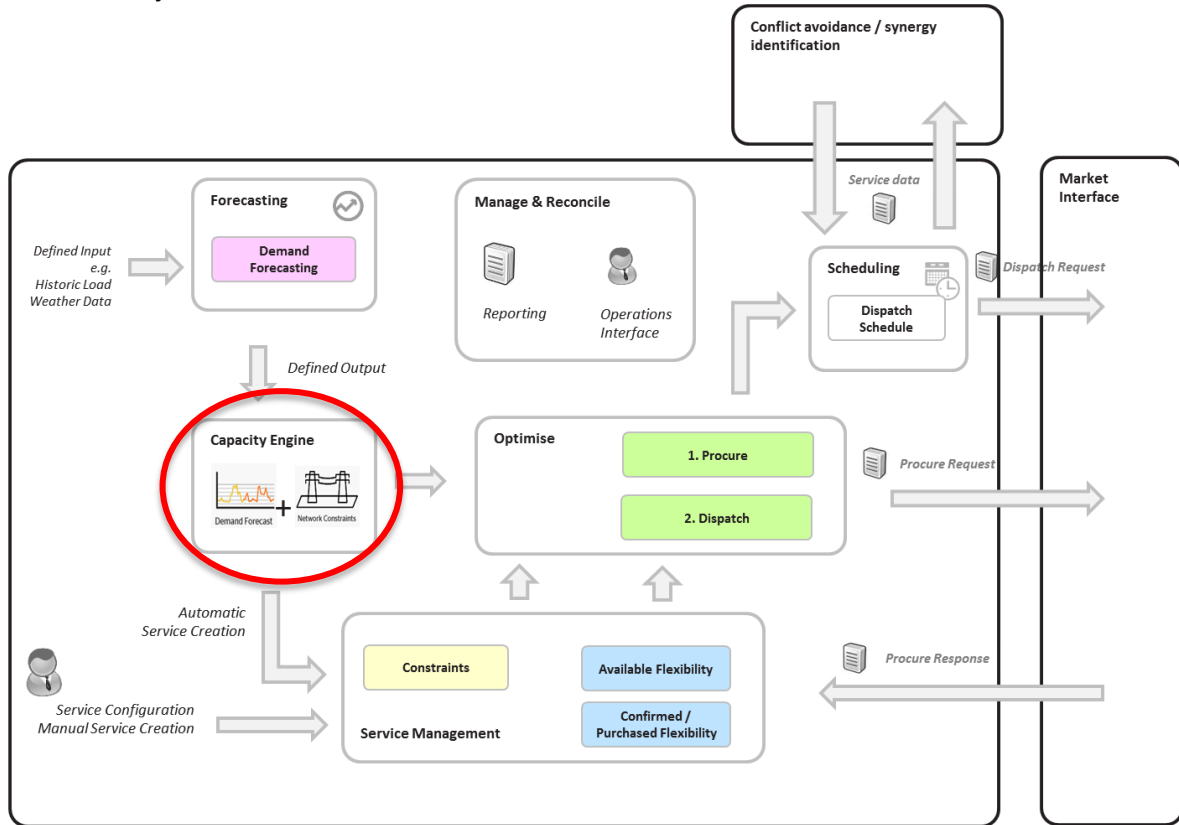 Conflict avoidance / synergy
identification
Service data
Market
Interface
Forecasting
Demand
Forecasting
Defined Input
e.g.
Historic Load
Weather Data
Manage & Reconcile
Reporting
Operations
Interface
Scheduling
Dispatch
Schedule
Dispatch Request
Defined Output
Capacity Engine
Demand Forecast
+
Network Constraints
Optimise
1. Procure
2. Dispatch
Procure Request
Automatic
Service Creation
Constraints
Available Flexibility
Confirmed /
Purchased Flexibility
Service Management
Procure Response
Service Configuration
Manual Service Creation